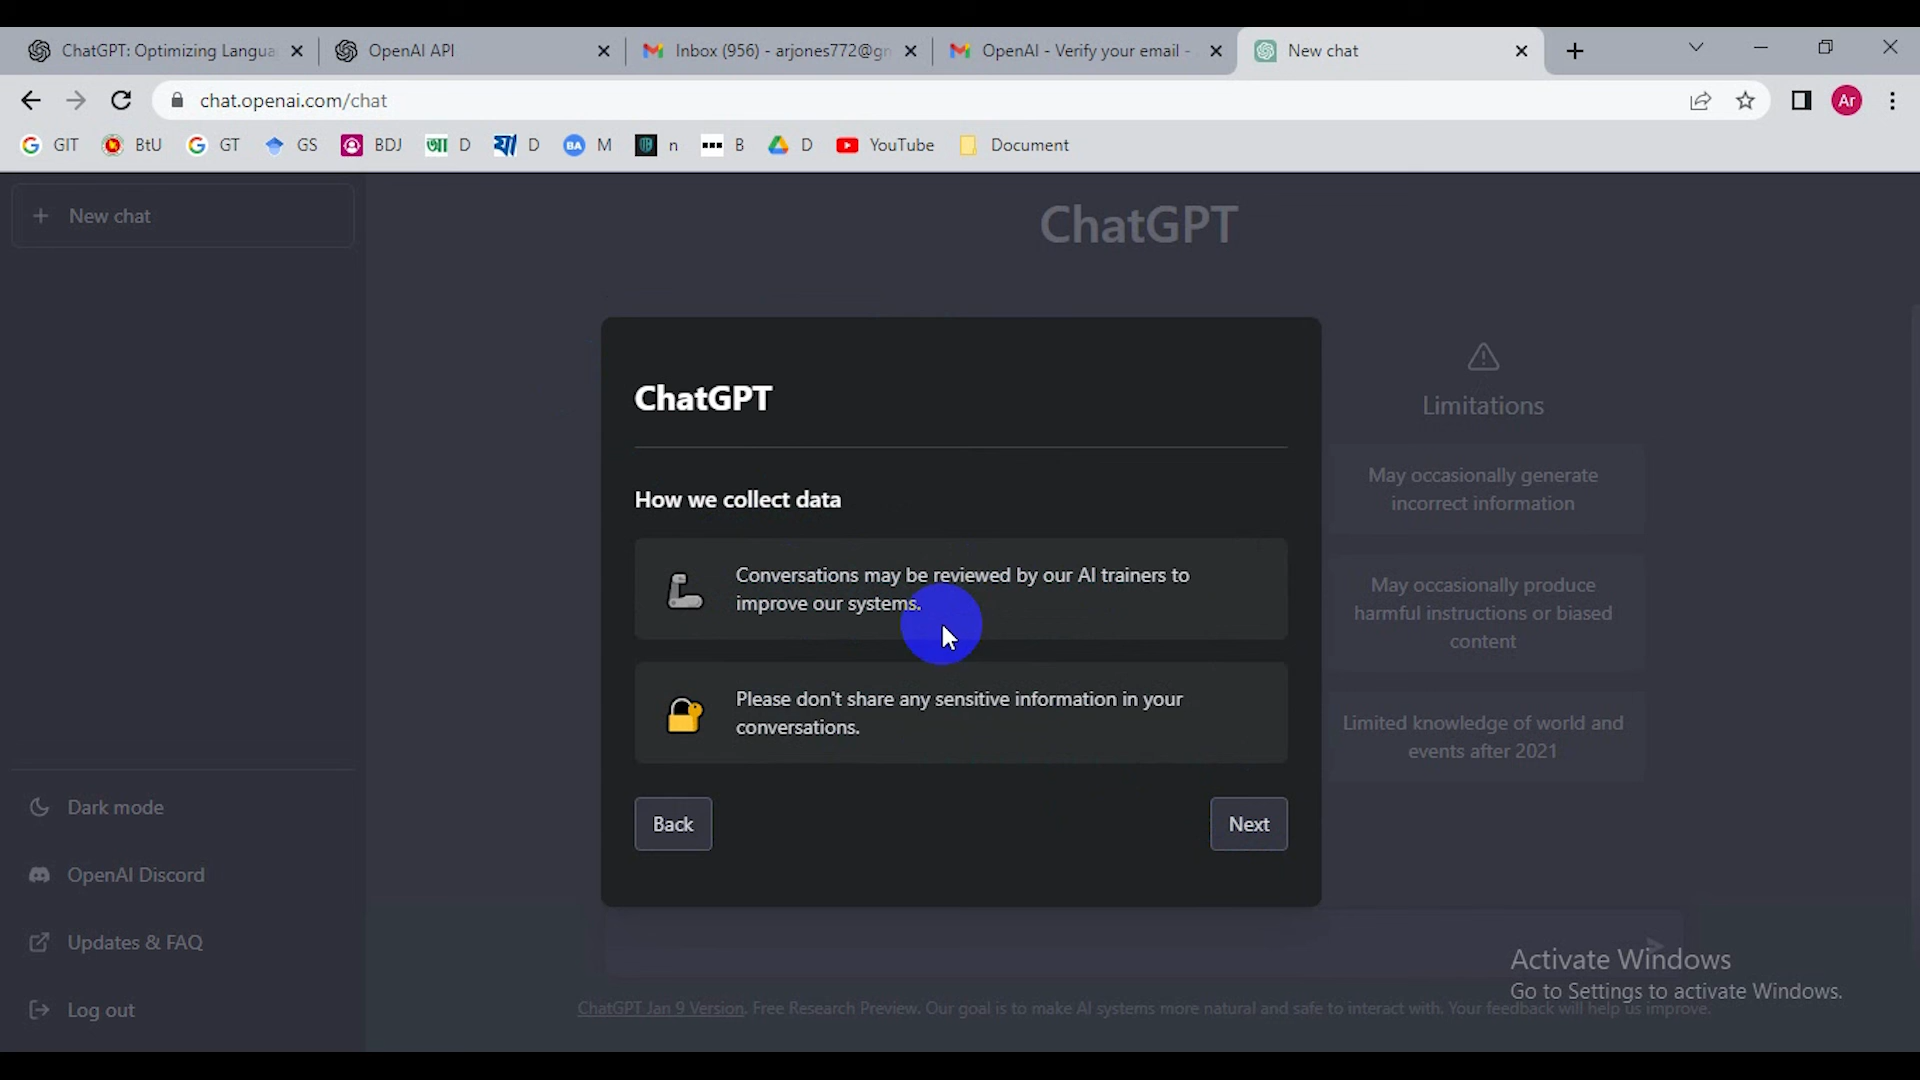 ChatGPT: Optimizing Langua
OpenAI API
Inbox (956) - arjones772@gm
OpenAI - Verify your email -
New chat
chat.openai.com/chat
Ar
GIT
BtU
GT
GS
BDJ
আ D
যা D
BA M
n
B
D
YouTube
Document
New chat
ChatGPT
Limitations
May occasionally generate
incorrect information
May occasionally produce
harmful instructions or biased
content
Limited knowledge of world and
events after 2021
ChatGPT
How we collect data
Conversations may be reviewed by our AI trainers to
improve our systems.
Please don't share any sensitive information in your
conversations.
Back
Next
Dark mode
OpenAI Discord
Updates & FAQ
Log out
Activate Windows
Go to Settings to activate Windows.
ChatGPT Jan 9 Version. Free Research Preview. Our goal is to make AI systems more natural and safe to interact with. Your feedback will help us improve.